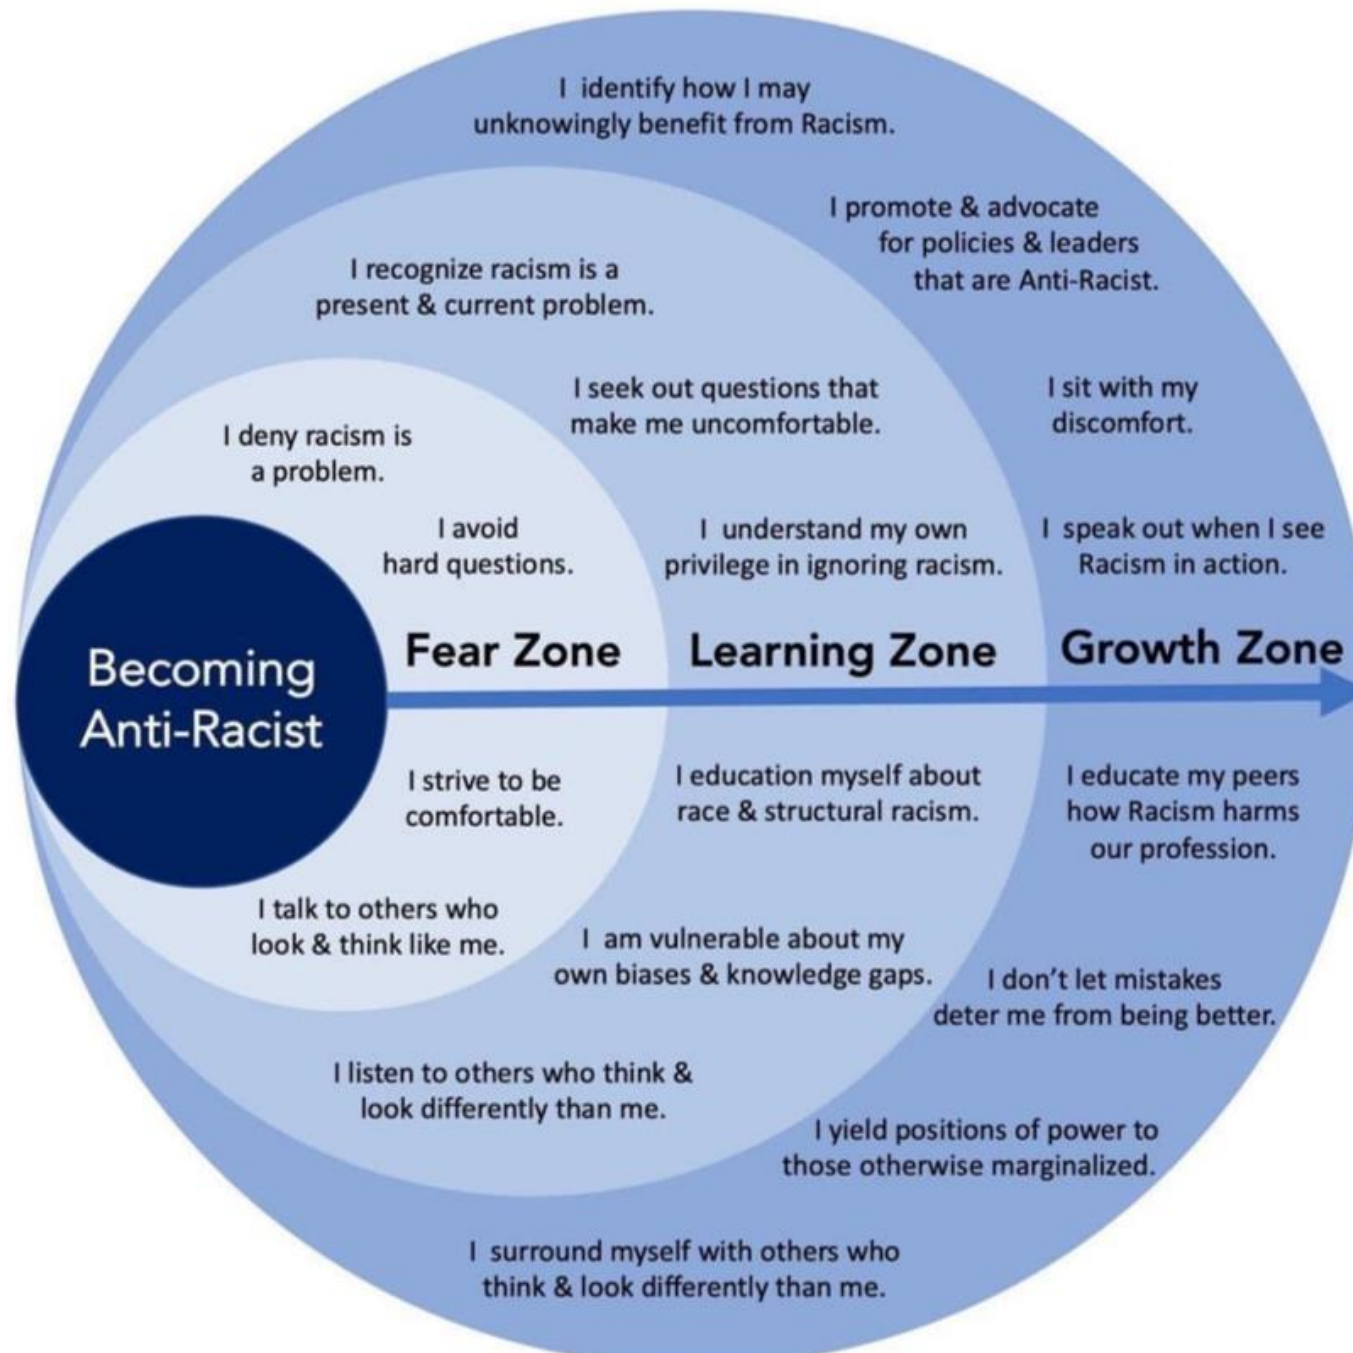 I identify how I may
unknowingly benefit from Racism.
I promote & advocate
for policies & leaders
that are Anti-Racist.
I recognize racism is a
present & current problem.
I seek out questions that
make me uncomfortable.
I sit with my
discomfort.
I deny racism is
a problem.
I avoid
hard questions.
I understand my own
privilege in ignoring racism.
I speak out when I see
Racism in action.
Becoming
Anti-Racist
Fear Zone
Learning Zone
Growth Zone
I strive to be
comfortable.
I education myself about
race & structural racism.
I educate my peers
how Racism harms
our profession.
I talk to others who
look & think like me.
I am vulnerable about my
own biases & knowledge gaps.
I don't let mistakes
deter me from being better.
I listen to others who think &
look differently than me.
I yield positions of power to
those otherwise marginalized.
I surround myself with others who
think & look differently than me.